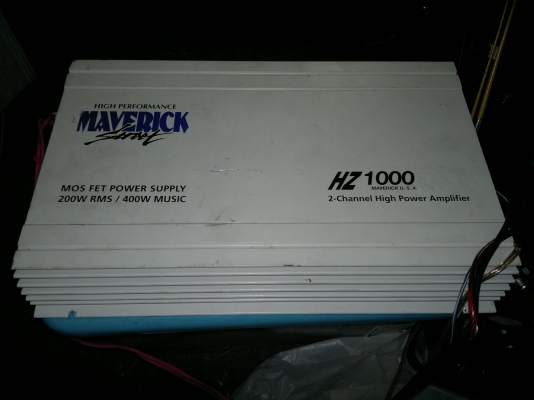 HIGH PERFORMANCE
MAVERICK
Street
MOS FET POWER SUPPLY
200W RMS / 400W MUSIC
HZ 1000
MAVERICK U.S.A.
2-Channel High Power Amplifier